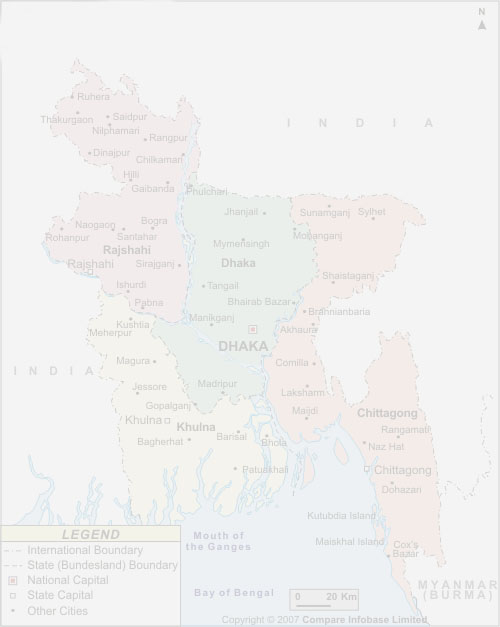 N
Ruhera
Thakurgaon
Saidpur
Nilphamari
Rangpur
Dinajpur
Chilkamari
Hilli
Gaibanda
Phulchari
I N D I A
Jhanjail
Sunamganj
Sylhet
Naogaon
Bogra
Rohanpur
Santahar
Mymensingh
Molianganj
Rajshahi
Rajshahi
Sirajganj
Dhaka
Shaistaganj
Ishurdi
Tangail
Pabna
Bhairab Bazar
Brahnianbaria
Manikganj
Kushtia
Meherpur
Akhaura
DHAKA
I N D I A
Magura
Comilla
Jessore
Madripur
Laksharm
Gopalganj
Maijdi
Chittagong
Khulna
Khulna
Rangamati
Bagherhat
Barisal
Bhola
Naz Hat
Patuakhali
Chittagong
Dohazari
Kutubdia Island
Maiskhal Island
Cox's
Bazar
Mouth of
the Ganges
Bay of Bengal
MYANMAR
(BURMA)
LEGEND
International Boundary
State (Bundesland) Boundary
National Capital
State Capital
Other Cities
0 20 Km
Copyright © 2007 Compare Infobase Limited